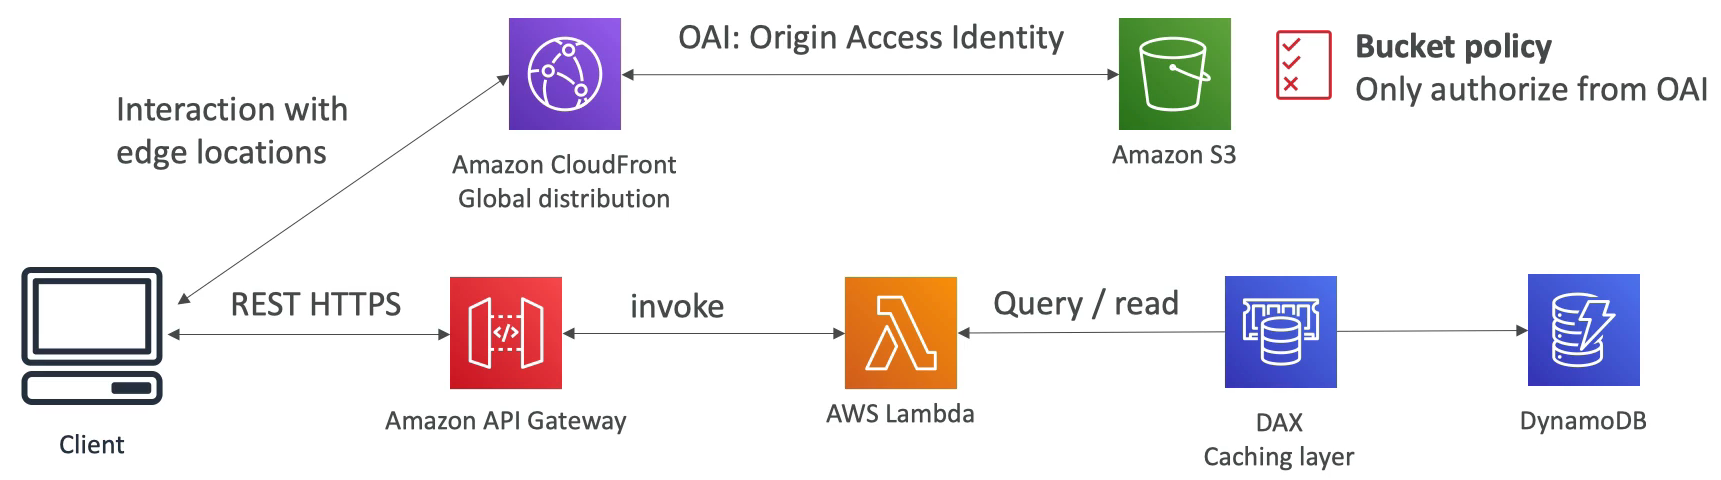 OAI: Origin Access Identity
Bucket policy
Only authorize from OAI
Interaction with
edge locations
Amazon CloudFront
Global distribution
Amazon S3
REST HTTPS
invoke
Query / read
</>
Client
Amazon API Gateway
AWS Lambda
DAX
Caching layer
DynamoDB